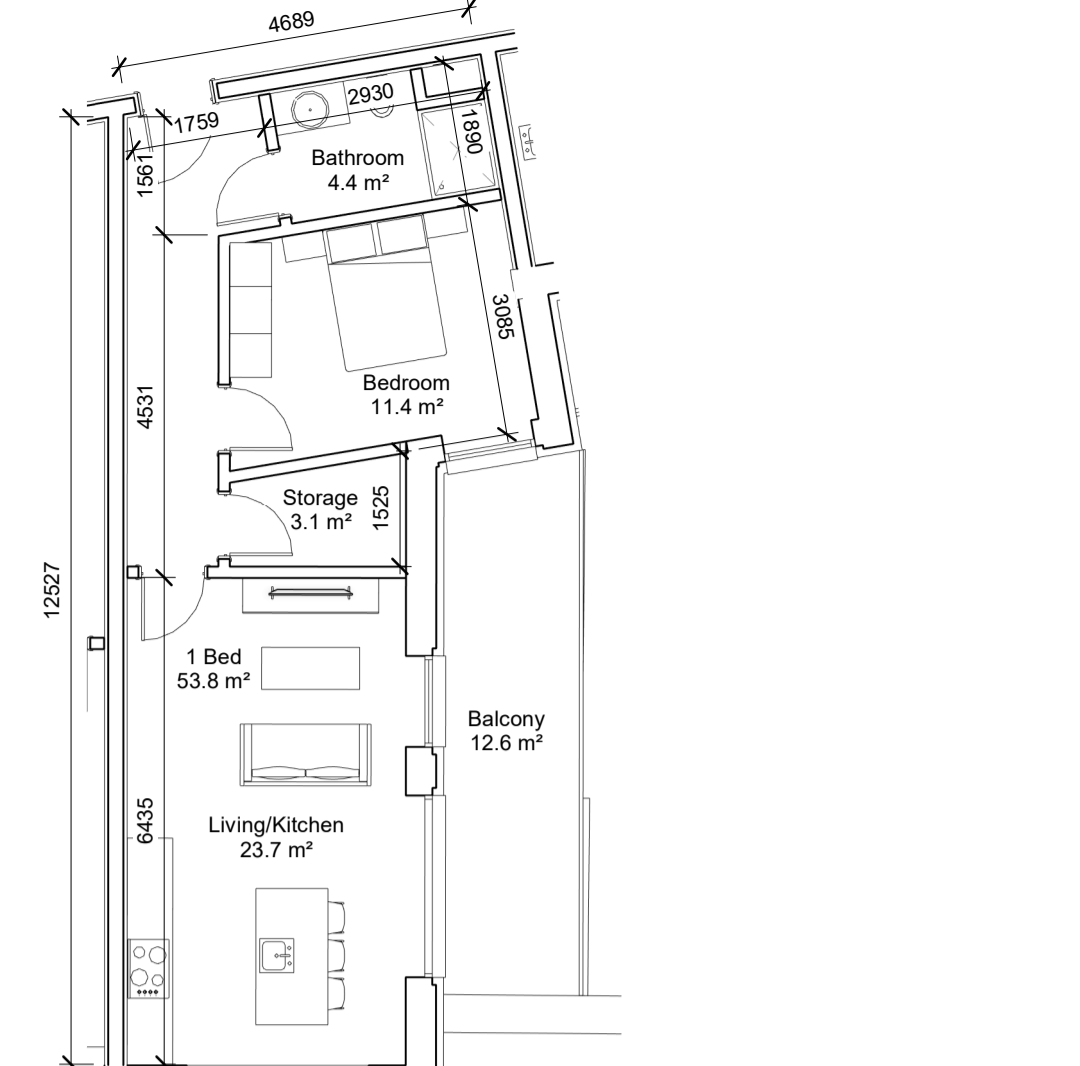 4689
1759
2930
1890
1561
Bathroom
4.4 m²
3085
4531
Bedroom
11.4 m²
Storage
3.1 m²
1525
12527
1 Bed
53.8 m²
Balcony
12.6 m²
6435
Living/Kitchen
23.7 m²